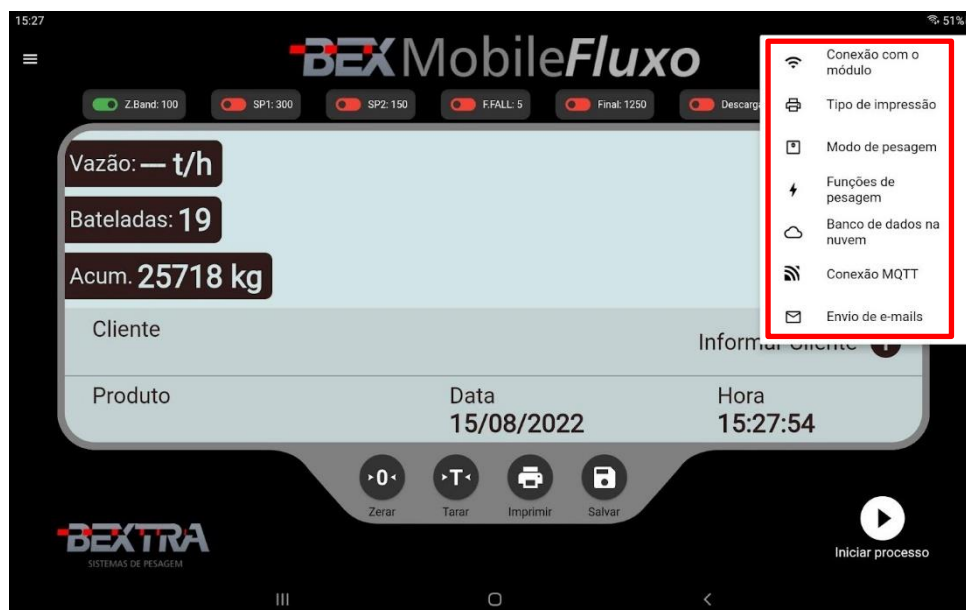 15:27
51%
BEX MobileFluxo
Z.Band: 100
SP1: 300
SP2: 150
F.FALL: 5
Final: 1250
Conexão com o
módulo
Tipo de impressão
Modo de pesagem
Funções de
pesagem
Banco de dados na
nuvem
Conexão MQTT
Envio de e-mails
Vazão: — t/h
Bateladas: 19
Acum. 25718 kg
Cliente
Informar Cliente
Produto
Data
15/08/2022
Hora
15:27:54
►0◄
►T◄
Zerar
Tarar
Imprimir
Salvar
BEXTRA
SISTEMAS DE PESAGEM
Iniciar processo